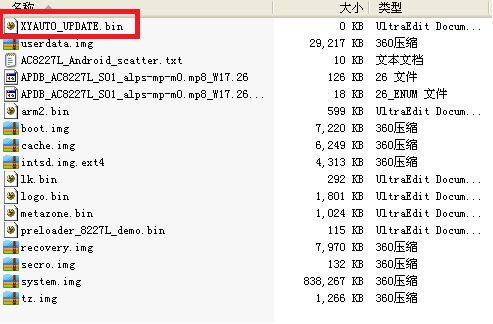 名称 大小 类型
XYAUTO_UPDATE.bin 0 KB UltraEdit Docum...
userdata.img 29,217 KB 360压缩
AC8227L_Android_scatter.txt 10 KB 文本文档
APDB_AC8227L_S01_alps-mp-m0.mp8_W17.26 126 KB 26 文件
APDB_AC8227L_S01_alps-mp-m0.mp8_W17.26... 18 KB 26_ENUM 文件
arm2.bin 599 KB UltraEdit Docum...
boot.img 7,220 KB 360压缩
cache.img 6,249 KB 360压缩
intsd.img.ext4 4,313 KB 360压缩
lk.bin 292 KB UltraEdit Docum...
logo.bin 1,801 KB UltraEdit Docum...
metazone.bin 1,024 KB UltraEdit Docum...
preloader_8227L_demo.bin 115 KB UltraEdit Docum...
recovery.img 7,970 KB 360压缩
secro.img 132 KB 360压缩
system.img 838,267 KB 360压缩
tz.img 1,266 KB 360压缩